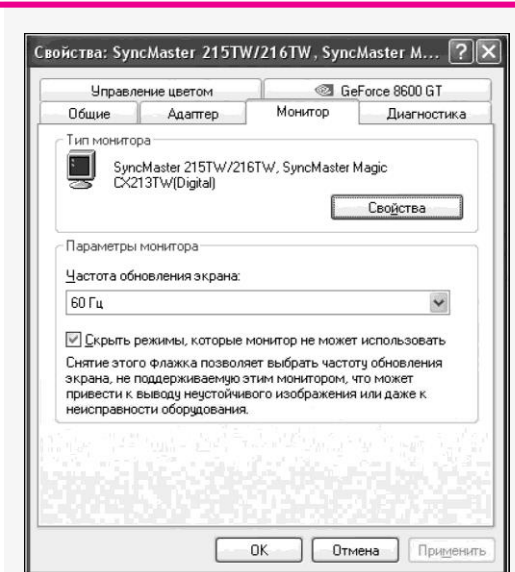 Свойства: SyncMaster 215TW/216TW, SyncMaster M...
Управление цветом
GeForce 8600 GT
Общие
Адаптер
Монитор
Диагностика
Тип монитора
SyncMaster 215TW/216TW, SyncMaster Magic
CX213TW(Digital)
Свойства
Параметры монитора
Частота обновления экрана:
60 Гц
Скрыть режимы, которые монитор не может использовать
Снятие этого флажка позволяет выбрать частоту обновления
экрана, не поддерживаемую этим монитором, что может
привести к выводу неустойчивого изображения или даже к
неисправности оборудования.
OK
Отмена
Применить